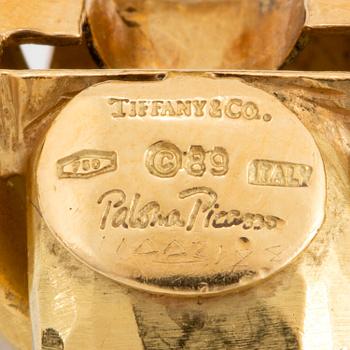 TIFFANY & CO.
750 © 89 ITALY
Paloma Picasso